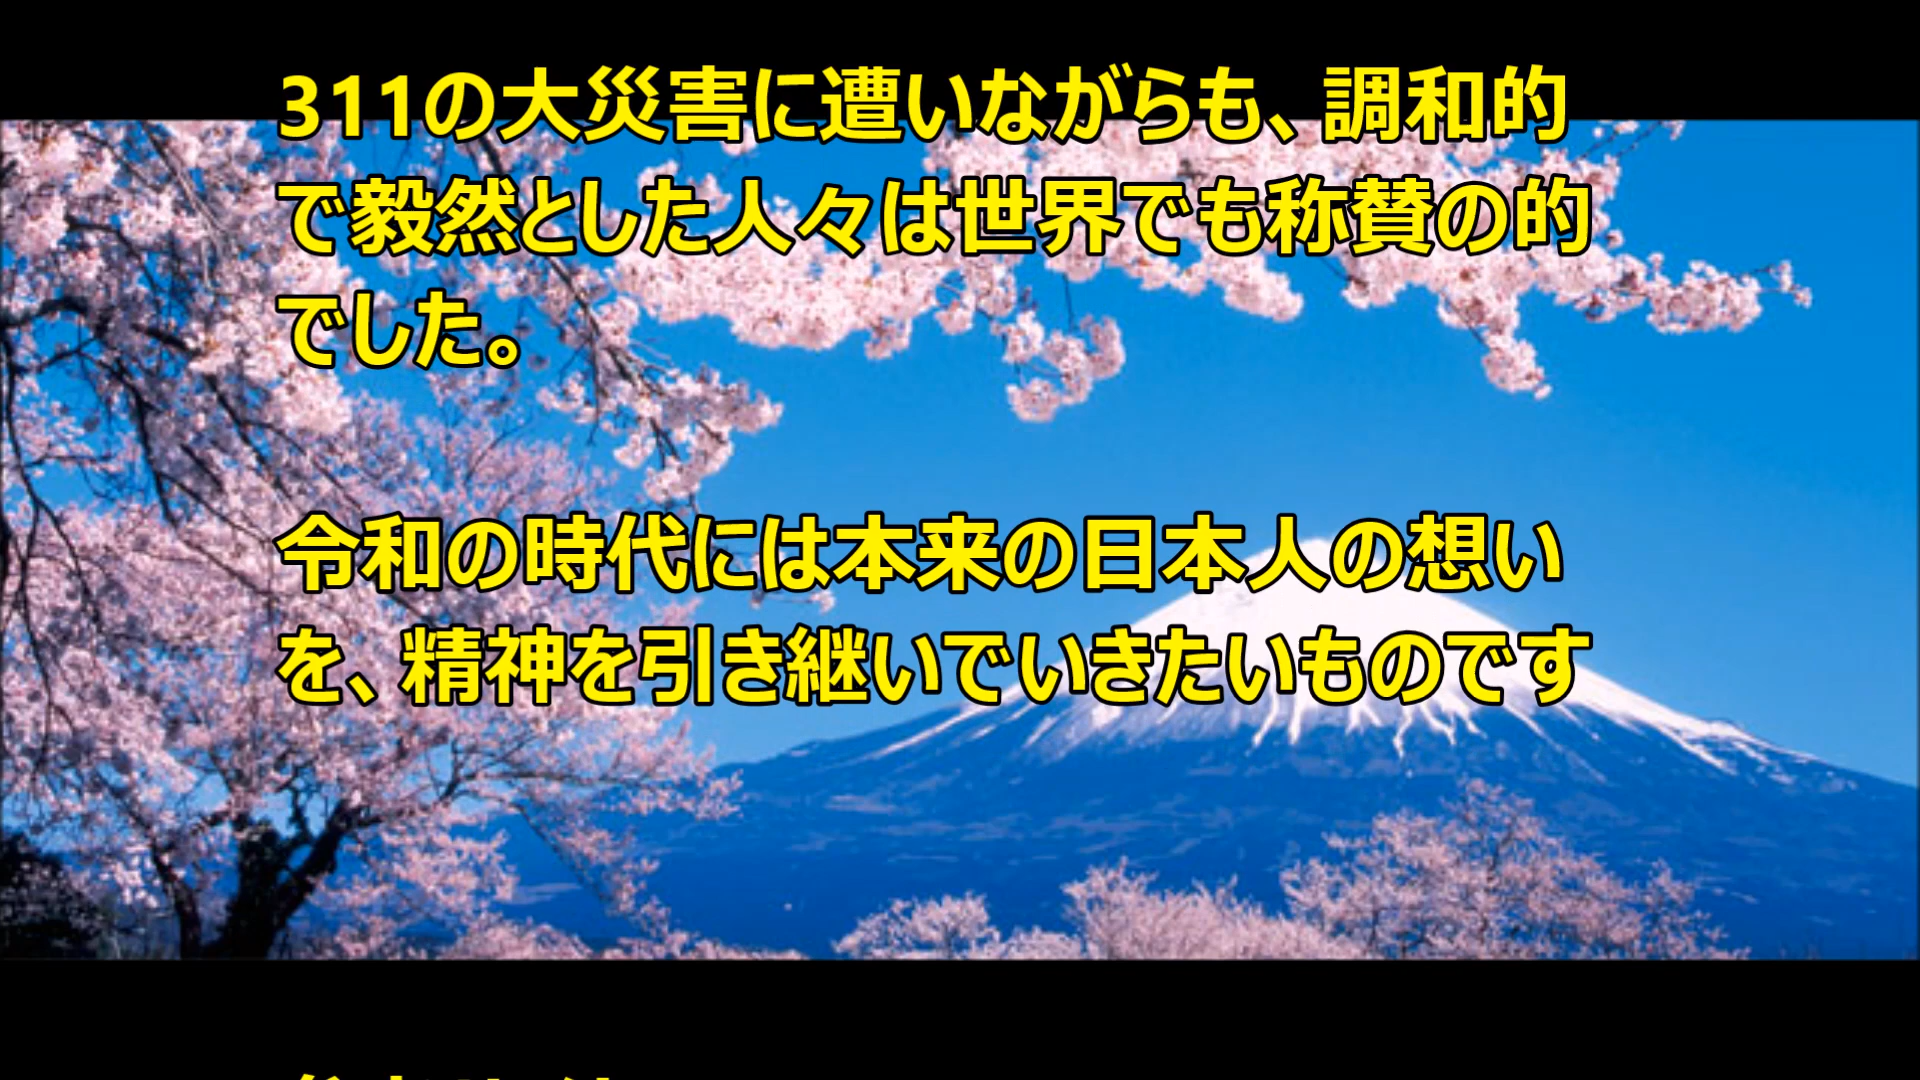 311の大災害に遭いながらも、調和的
で毅然とした人々は世界でも称賛の的
でした。
令和の時代には本来の日本人の想い
を、精神を引き継いでいきたいものです